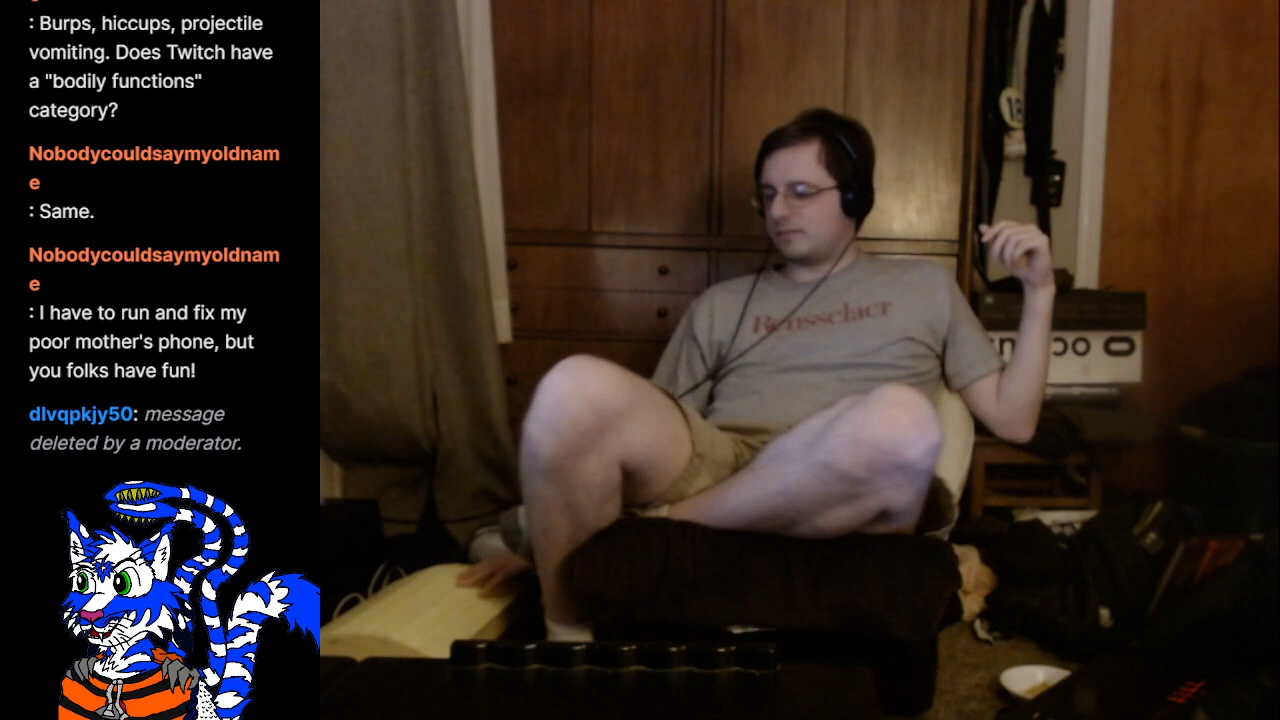 : Burps, hiccups, projectile
vomiting. Does Twitch have
a "bodily functions"
category?
Nobodycouldsaymyoldnam
e
: Same.
Nobodycouldsaymyoldnam
e
: I have to run and fix my
poor mother's phone, but
you folks have fun!
dlvqpkjy50: message
deleted by a moderator.
Rensselaer
18